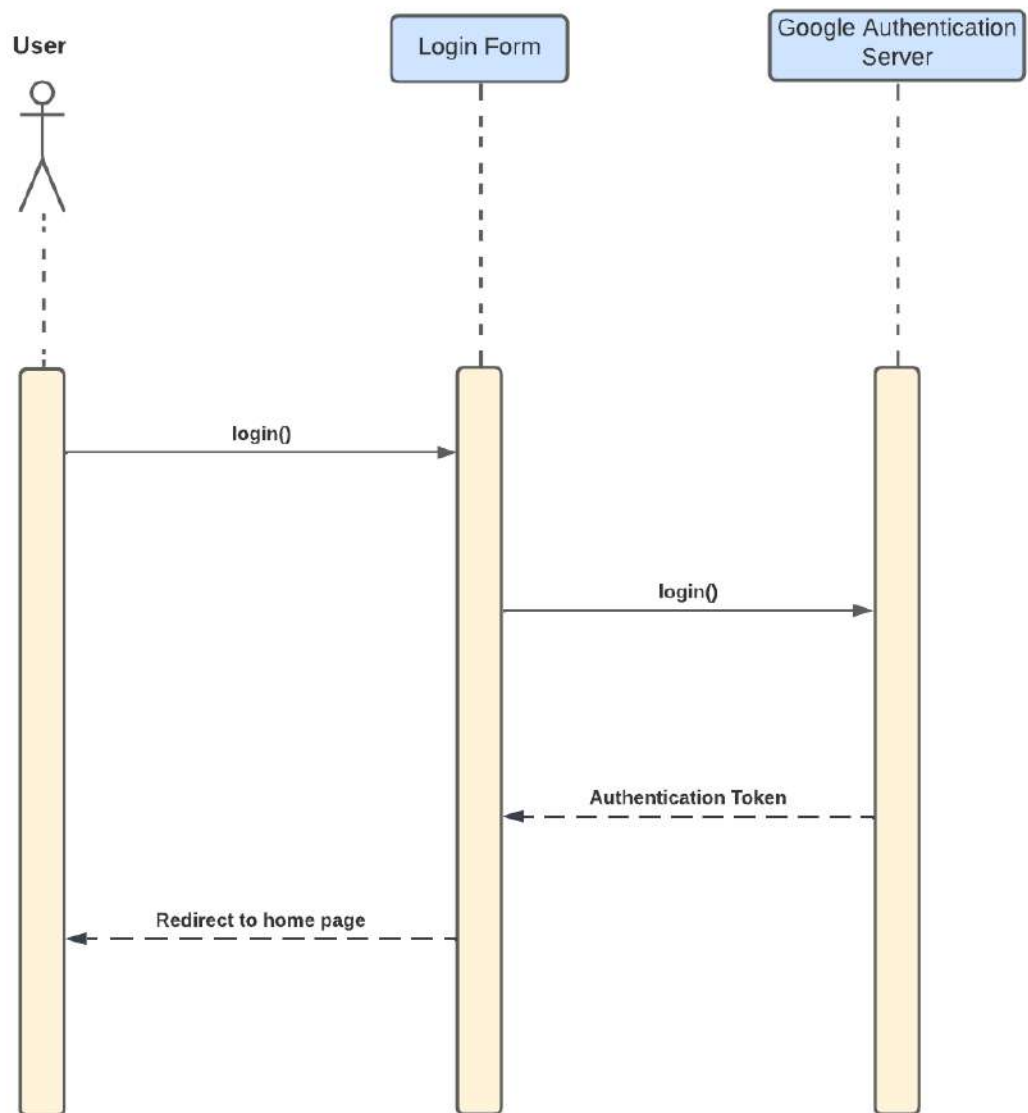 User
Login Form
Google Authentication
Server
login()
login()
Authentication Token
Redirect to home page